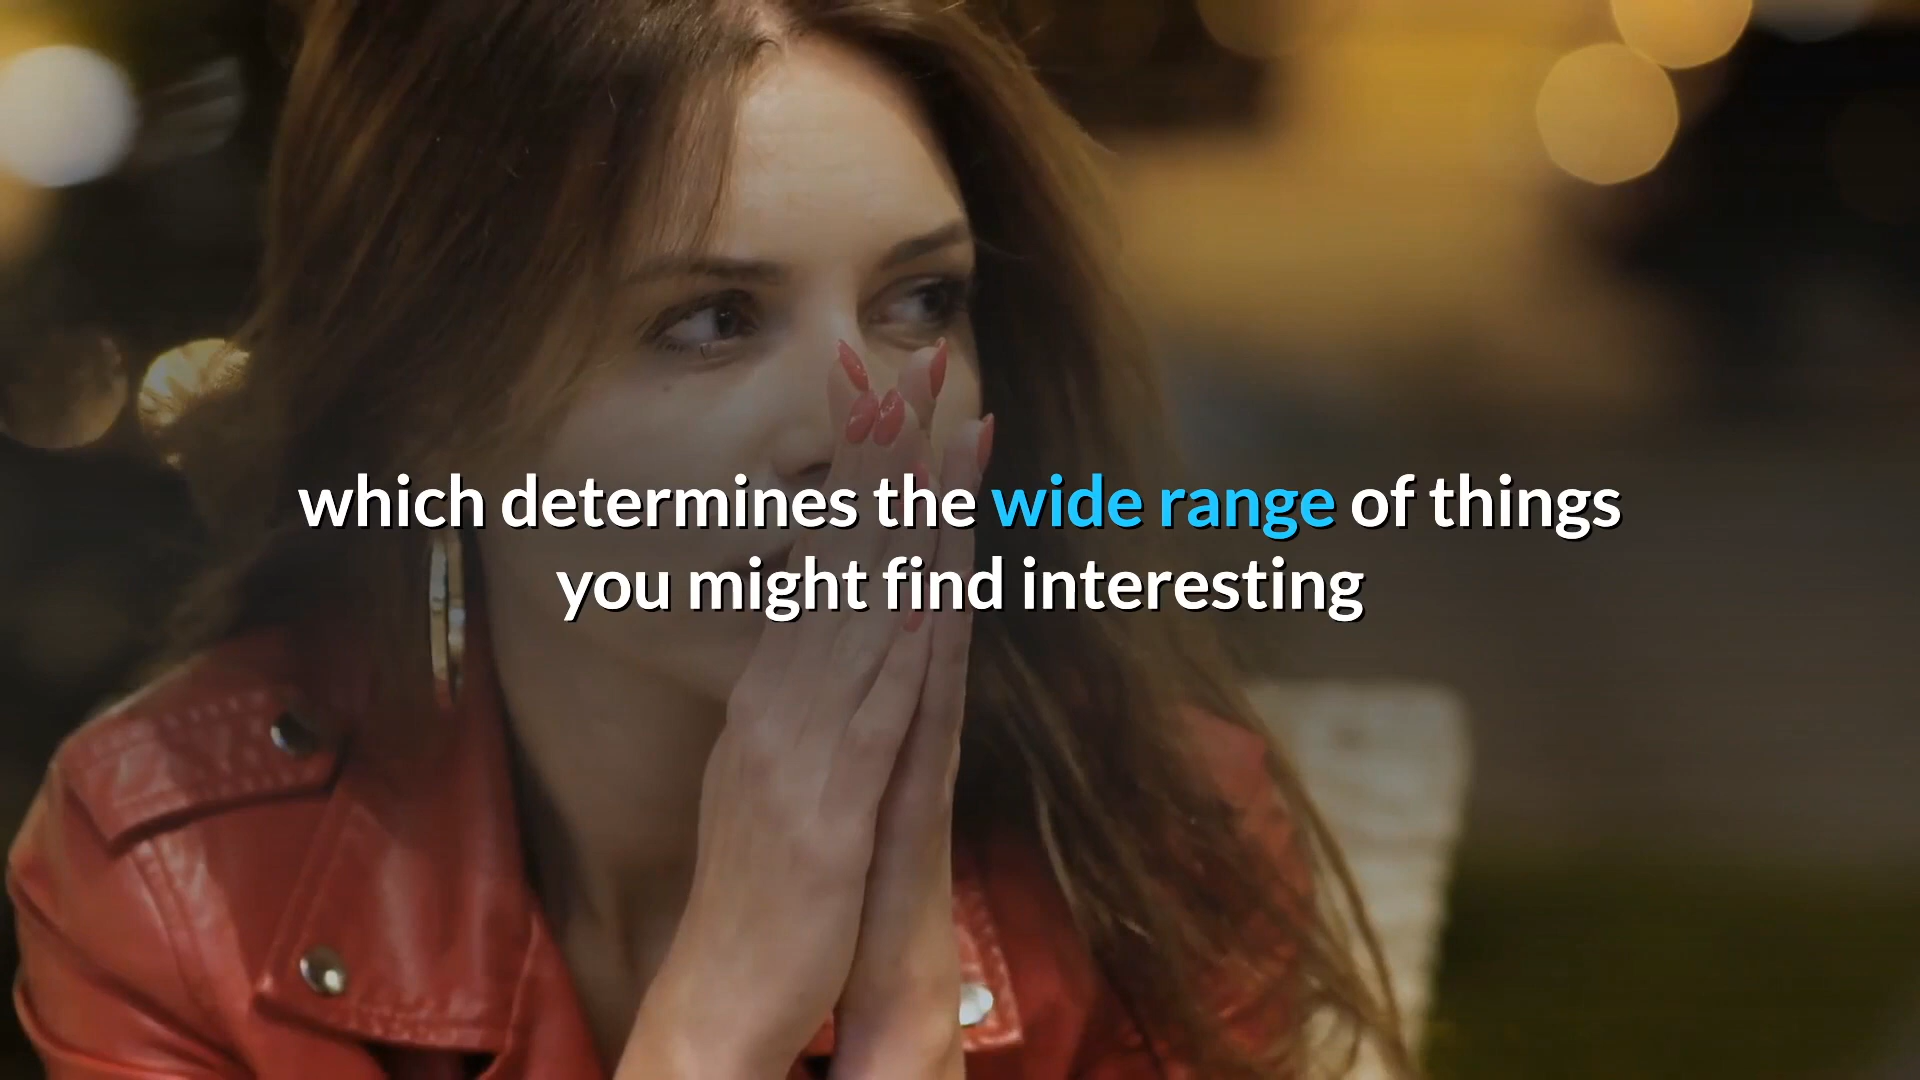 which determines the wide range of things
you might find interesting